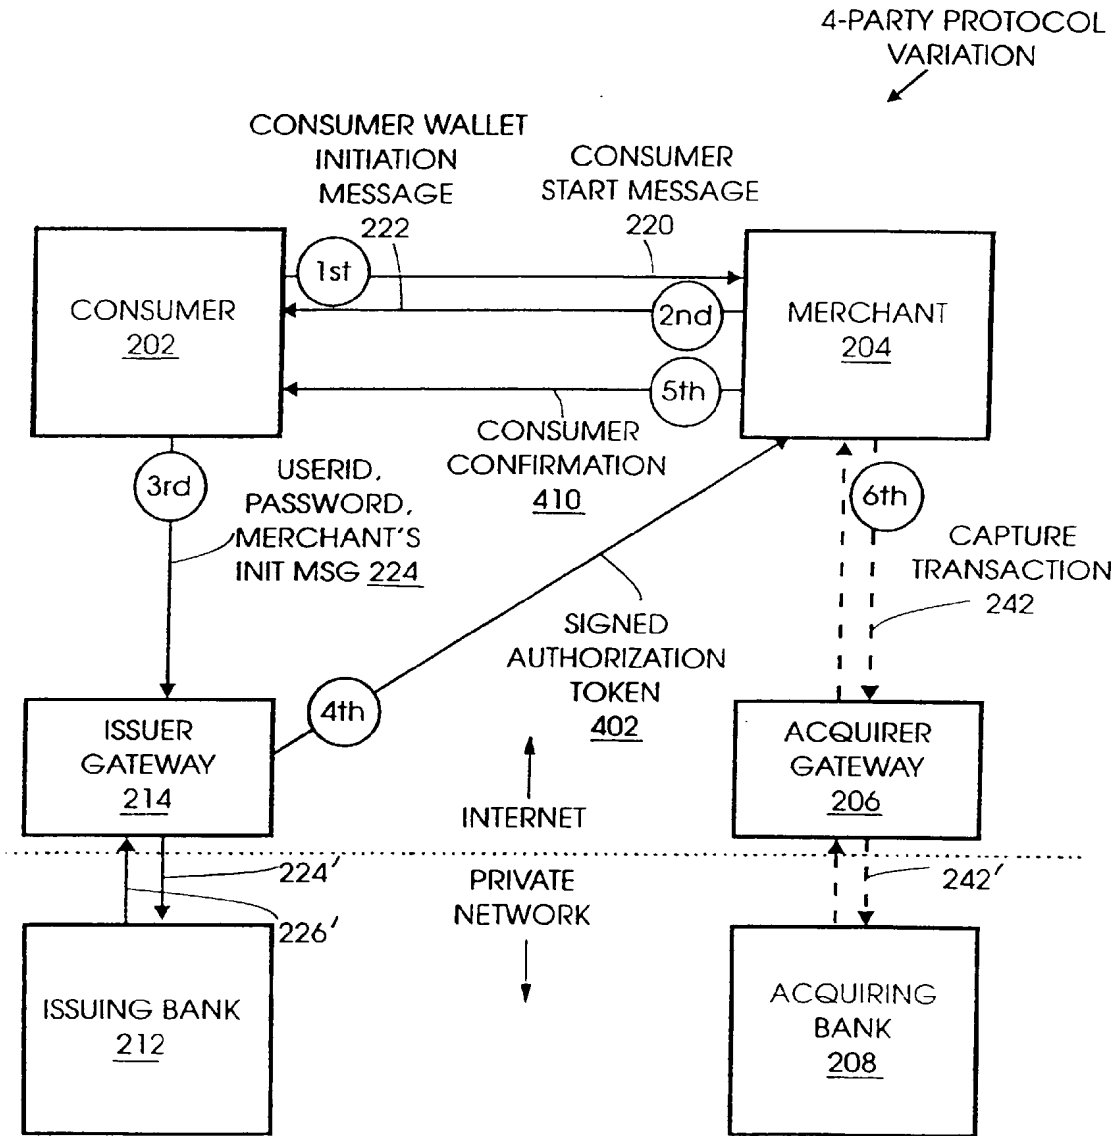 4-PARTY PROTOCOL
VARIATION
CONSUMER WALLET
INITIATION
MESSAGE
222
CONSUMER
START MESSAGE
220
1st
2nd
5th
CONSUMER
202
MERCHANT
204
CONSUMER
CONFIRMATION
410
3rd
USERID,
PASSWORD,
MERCHANT'S
INIT MSG 224
6th
CAPTURE
TRANSACTION
242
SIGNED
AUTHORIZATION
TOKEN
402
4th
ISSUER
GATEWAY
214
ACQUIRER
GATEWAY
206
INTERNET
PRIVATE
NETWORK
224'
226'
242'
ISSUING BANK
212
ACQUIRING
BANK
208